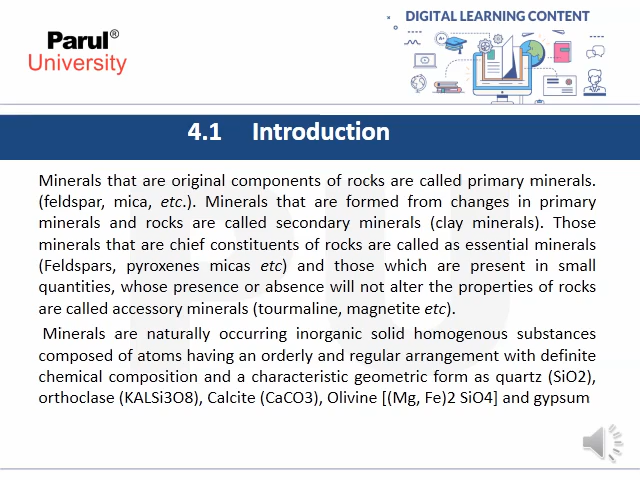 Parul®
University
DIGITAL LEARNING CONTENT
4.1 Introduction
Minerals that are original components of rocks are called primary minerals.
(feldspar, mica, etc.). Minerals that are formed from changes in primary
minerals and rocks are called secondary minerals (clay minerals). Those
minerals that are chief constituents of rocks are called as essential minerals
(Feldspars, pyroxenes micas etc) and those which are present in small
quantities, whose presence or absence will not alter the properties of rocks
are called accessory minerals (tourmaline, magnetite etc).
Minerals are naturally occurring inorganic solid homogenous substances
composed of atoms having an orderly and regular arrangement with definite
chemical composition and a characteristic geometric form as quartz (SiO2),
orthoclase (KALSi3O8), Calcite (CaCO3), Olivine [(Mg, Fe)2 SiO4] and gypsum